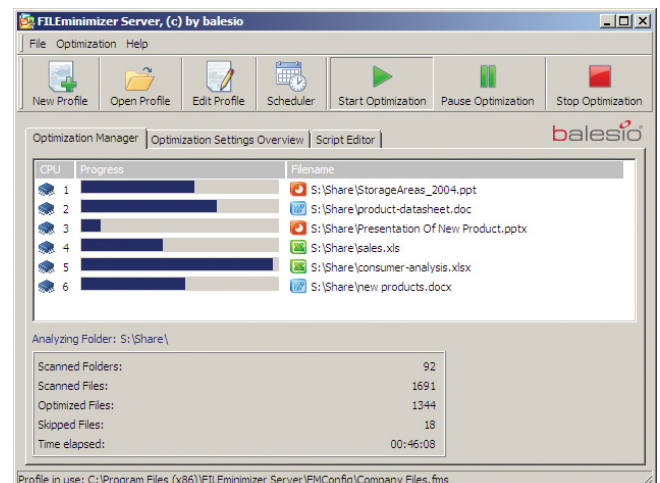 FILEminimizer Server, (c) by balesio
File Optimization Help
New Profile Open Profile Edit Profile Scheduler Start Optimization Pause Optimization Stop Optimization
Optimization Manager Optimization Settings Overview Script Editor balesio
CPU Progress Filename
1 S:\Share\StorageAreas_2004.ppt
2 S:\Share\product-datasheet.doc
3 S:\Share\Presentation Of New Product.pptx
4 S:\Share\sales.xls
5 S:\Share\consumer-analysis.xlsx
6 S:\Share\new products.docx
Analyzing Folder: S:\Share\
Scanned Folders: 92
Scanned Files: 1691
Optimized Files: 1344
Skipped Files: 18
Time elapsed: 00:46:08
Profile in use: C:\Program Files (x86)\FILEminimizer Server\FMConfig\Company Files.fms